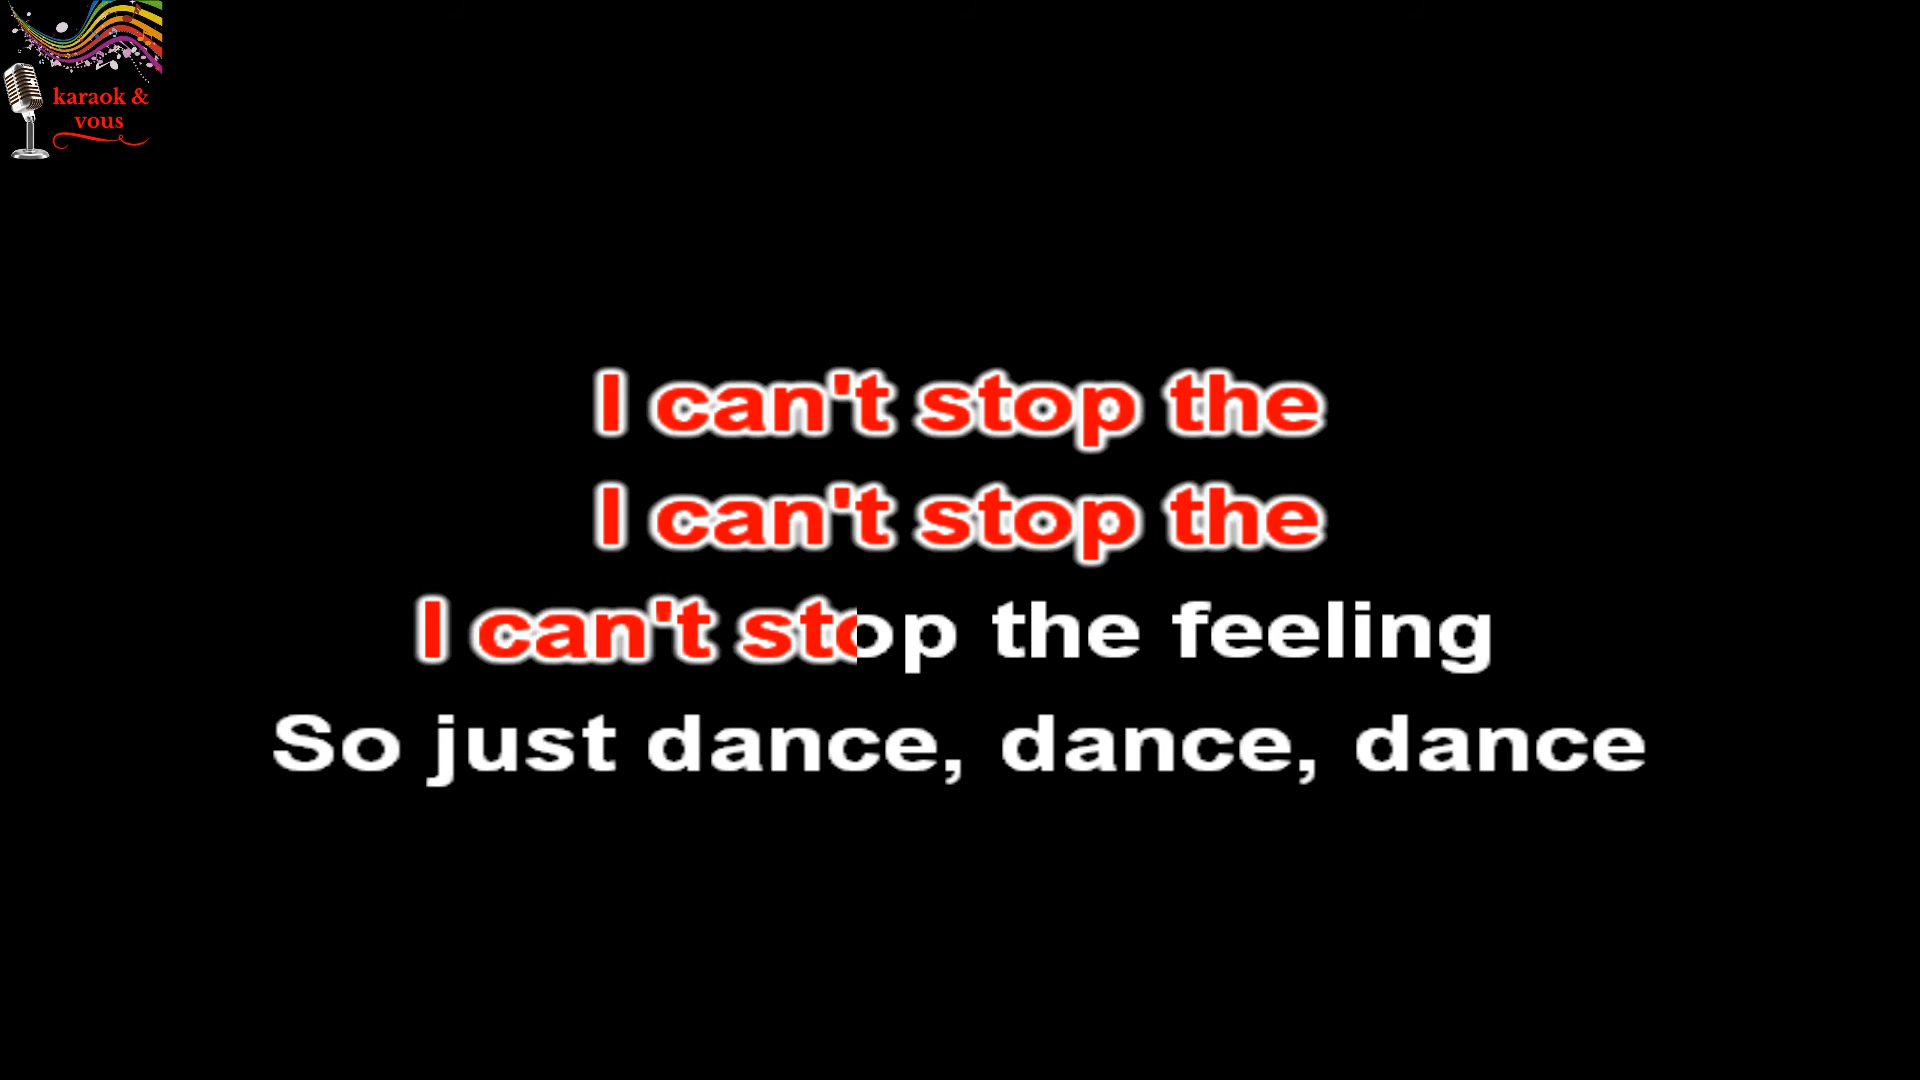 karaok &
vous
I can't stop the
I can't stop the
I can't stop the feeling
So just dance, dance, dance